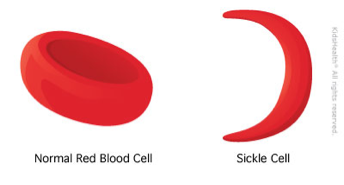 Normal Red Blood Cell
Sickle Cell
KidsHealth® All rights reserved.